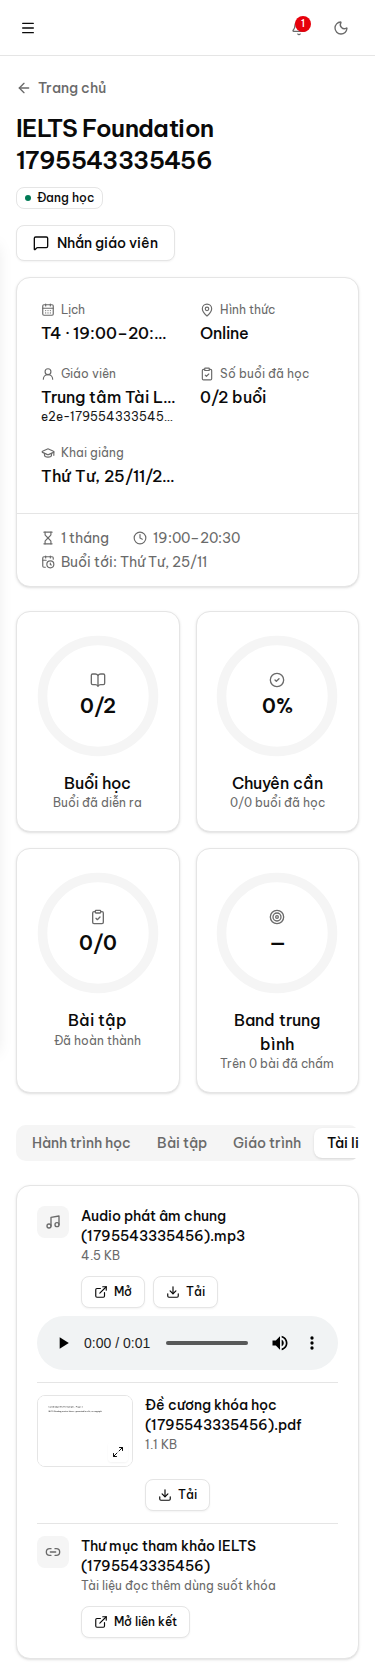 1
Trang chủ
IELTS Foundation
1795543335456
Đang học
Nhắn giáo viên
Lịch
T4 · 19:00–20:...
Hình thức
Online
Giáo viên
Trung tâm Tài L...
e2e-179554333545...
Số buổi đã học
0/2 buổi
Khai giảng
Thứ Tư, 25/11/2...
1 tháng
19:00–20:30
Buổi tới: Thứ Tư, 25/11
0/2
Buổi học
Buổi đã diễn ra
0%
Chuyên cần
0/0 buổi đã học
0/0
Bài tập
Đã hoàn thành
–
Band trung
bình
Trên 0 bài đã chấm
Hành trình học
Bài tập
Giáo trình
Tài li
Audio phát âm chung
(1795543335456).mp3
4.5 KB
Mở
Tải
0:00 / 0:01
Đề cương khóa học
(1795543335456).pdf
1.1 KB
Tải
Thư mục tham khảo IELTS
(1795543335456)
Tài liệu đọc thêm dùng suốt khóa
Mở liên kết